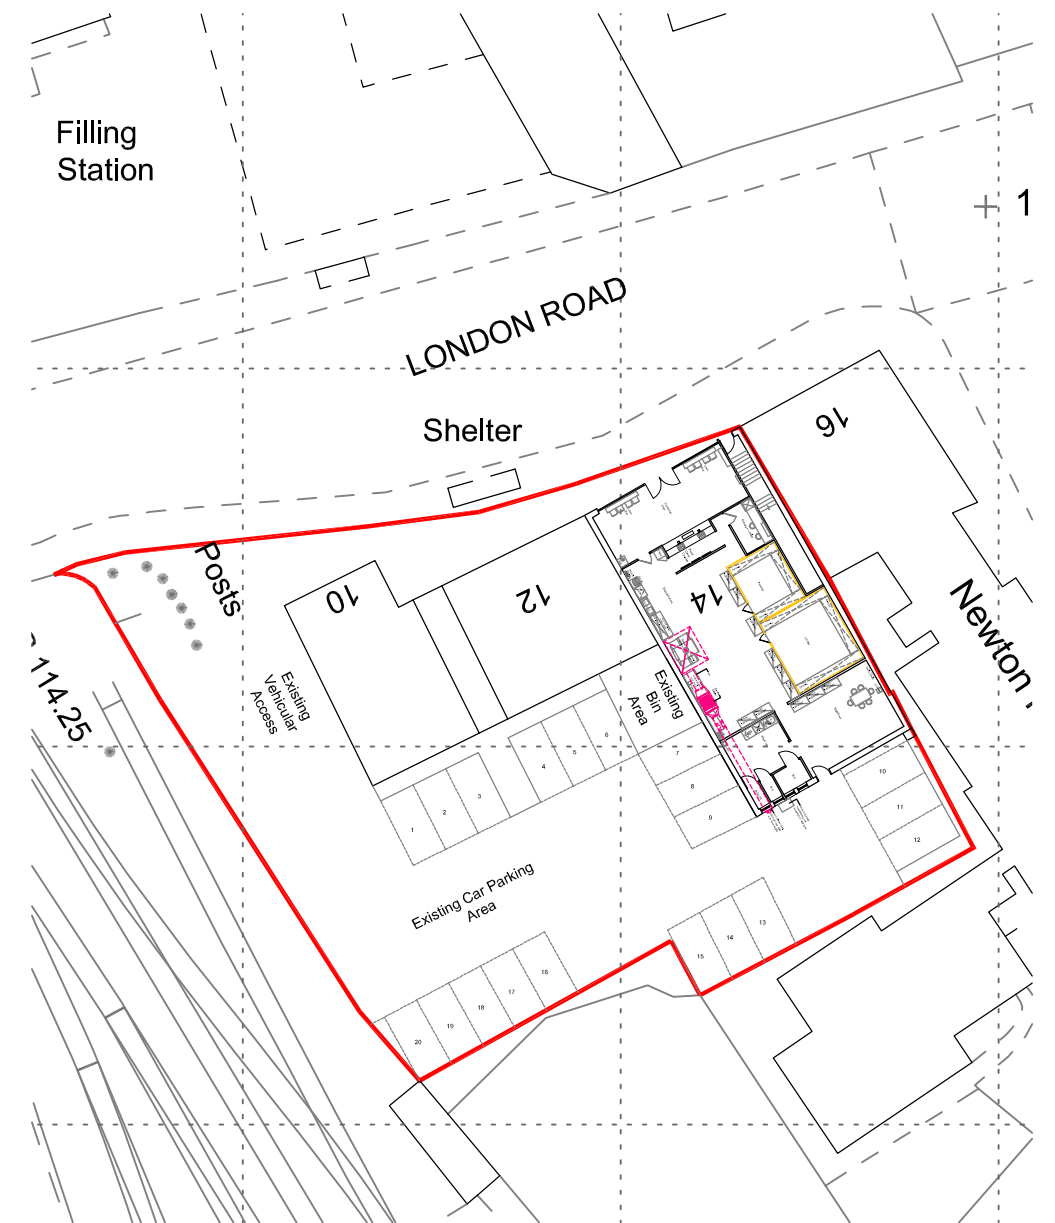 Filling
Station
1
LONDON ROAD
Shelter
16
Posts
10
12
14
Newton
114.25
Existing
Vehicular
Access
Existing
Bin
Area
6
5
4
3
2
1
7
8
9
10
11
12
Existing Car Parking
Area
13
14
15
16
17
18
19
20